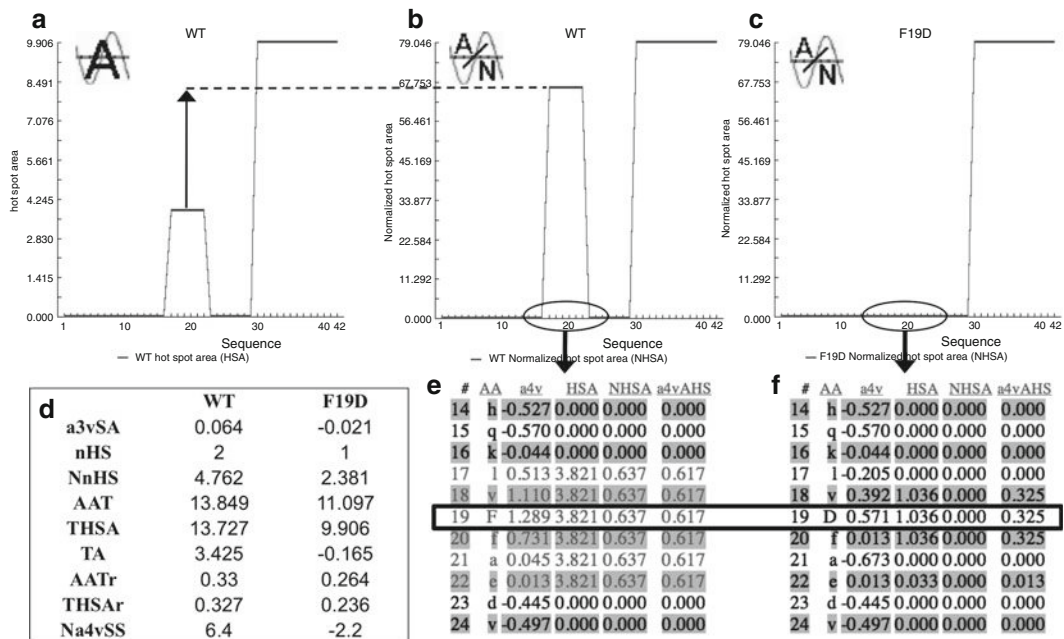 a
WT
9.906
8.491
7.076
5.661
4.245
2.830
1.415
0.000
hot spot area
A
1 10 20 30 40 42
Sequence
WT hot spot area (HSA)
b
WT
79.046
67.753
56.461
45.169
33.877
22.584
11.292
0.000
Normalized hot spot area
A
N
1 10 20 30 40 42
Sequence
WT Normalized hot spot area (NHSA)
c
F19D
79.046
67.753
56.461
45.169
33.877
22.584
11.292
0.000
Normalized hot spot area
A
N
1 10 20 30 40 42
Sequence
F19D Normalized hot spot area (NHSA)
d
WT F19D
a3vSA 0.064 -0.021
nHS 2 1
NnHS 4.762 2.381
AAT 13.849 11.097
THSA 13.727 9.906
TA 3.425 -0.165
AATr 0.33 0.264
THSAr 0.327 0.236
Na4vSS 6.4 -2.2
e
# AA a4v HSA NHSA a4vAHS
14 h -0.527 0.000 0.000 0.000
15 q -0.570 0.000 0.000 0.000
16 k -0.044 0.000 0.000 0.000
17 l 0.513 3.821 0.637 0.617
18 v 1.110 3.821 0.637 0.617
19 F 1.289 3.821 0.637 0.617
20 f 0.731 3.821 0.637 0.617
21 a 0.045 3.821 0.637 0.617
22 e 0.013 3.821 0.637 0.617
23 d -0.445 0.000 0.000 0.000
24 v -0.497 0.000 0.000 0.000
f
# AA a4v HSA NHSA a4vAHS
14 h -0.527 0.000 0.000 0.000
15 q -0.570 0.000 0.000 0.000
16 k -0.044 0.000 0.000 0.000
17 l -0.205 0.000 0.000 0.000
18 v 0.392 1.036 0.000 0.325
19 D 0.571 1.036 0.000 0.325
20 f 0.013 1.036 0.000 0.325
21 a -0.673 0.000 0.000 0.000
22 e 0.013 0.033 0.000 0.013
23 d -0.445 0.000 0.000 0.000
24 v -0.497 0.000 0.000 0.000